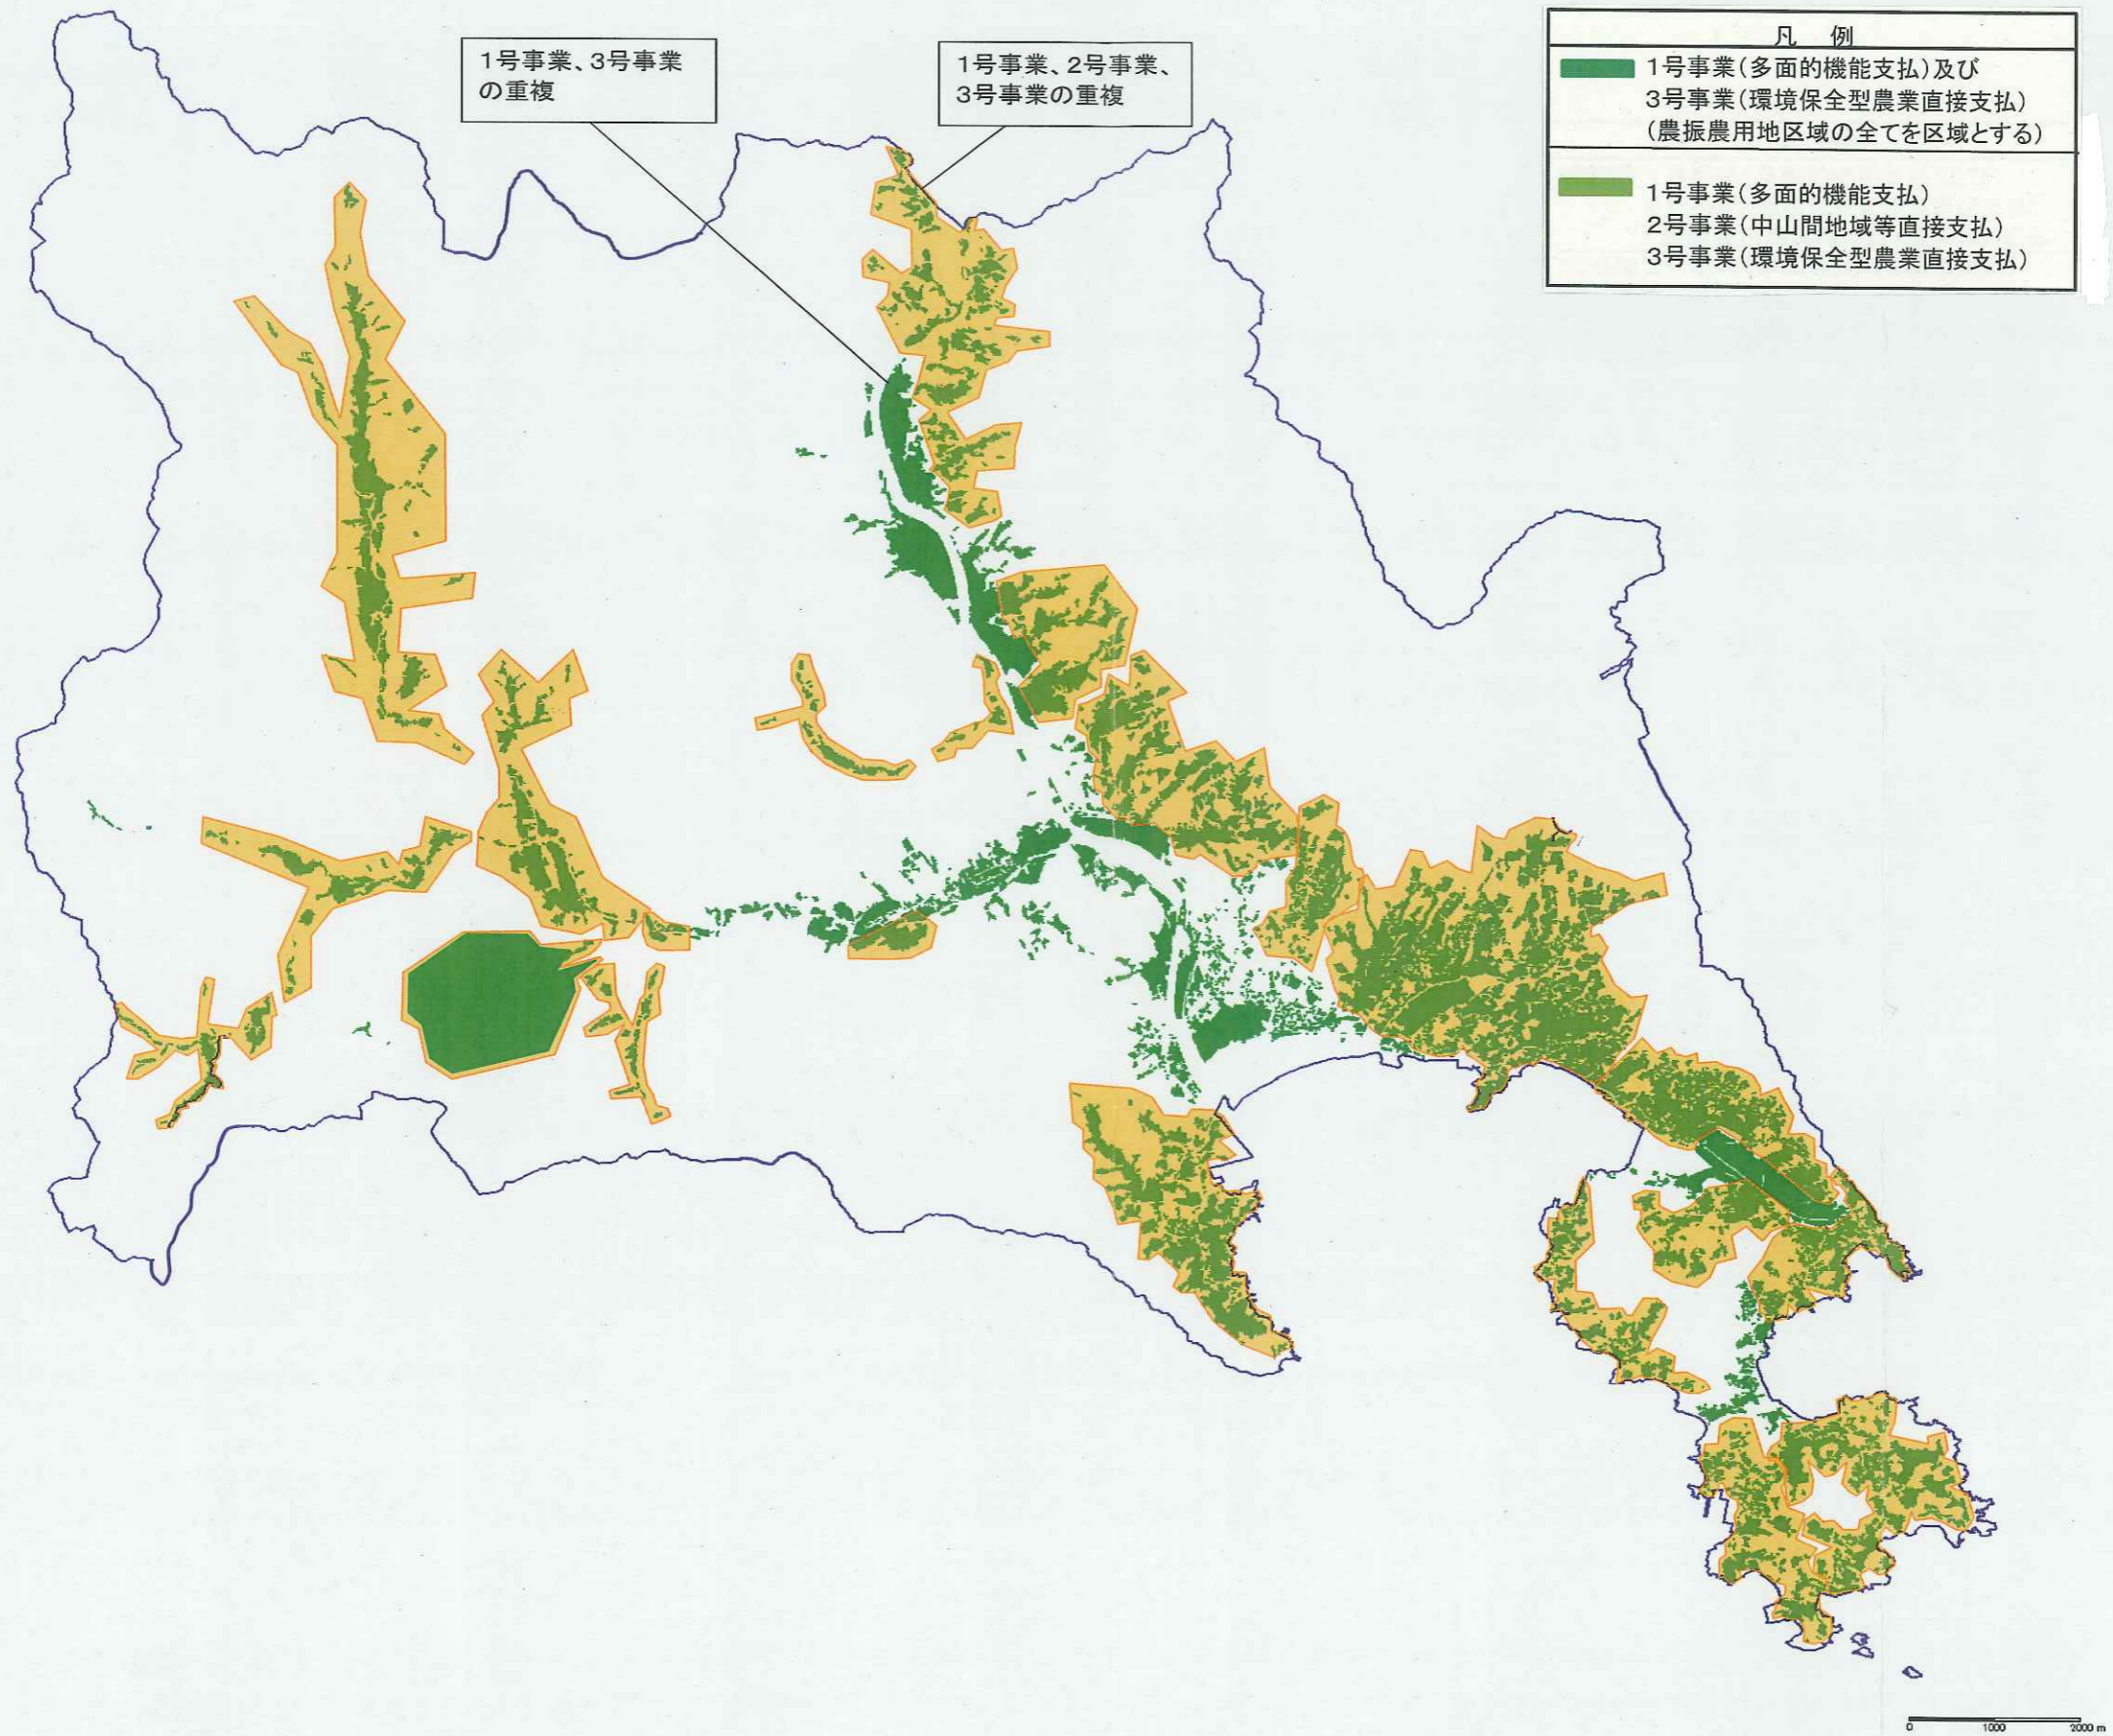 1号事業、3号事業
の重複
1号事業、2号事業、
3号事業の重複
凡 例
1号事業(多面的機能支払)及び
3号事業(環境保全型農業直接支払)
(農振農用地区域の全てを区域とする)
1号事業(多面的機能支払)
2号事業(中山間地域等直接支払)
3号事業(環境保全型農業直接支払)
0 1000 2000 m